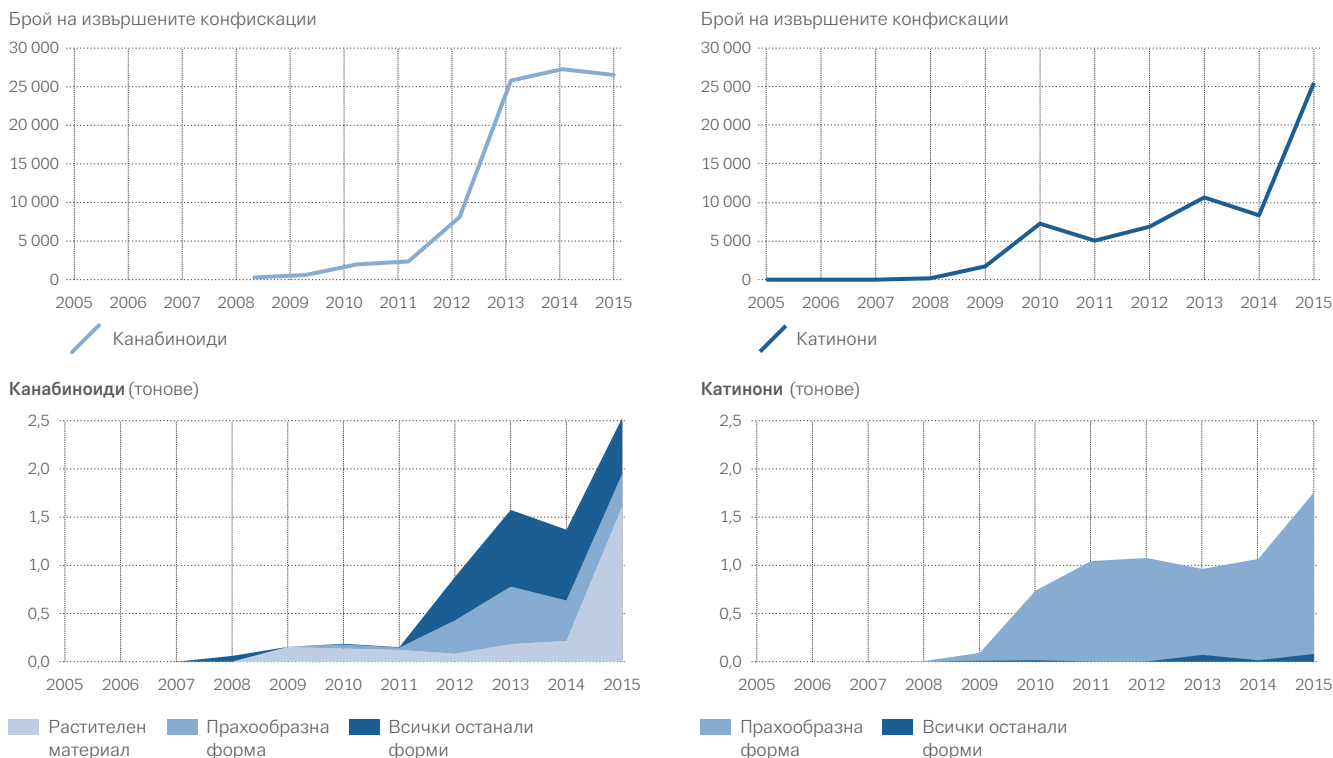 Брой на извършените конфискации
30 000
25 000
20 000
15 000
10 000
5 000
0
2005 2006 2007 2008 2009 2010 2011 2012 2013 2014 2015
Канабиноиди
Брой на извършените конфискации
30 000
25 000
20 000
15 000
10 000
5 000
0
2005 2006 2007 2008 2009 2010 2011 2012 2013 2014 2015
Катинони
Канабиноиди (тонове)
2,5
2,0
1,5
1,0
0,5
0,0
2005 2006 2007 2008 2009 2010 2011 2012 2013 2014 2015
Растителен
материал
Прахообразна
форма
Всички останали
форми
Катинони (тонове)
2,5
2,0
1,5
1,0
0,5
0,0
2005 2006 2007 2008 2009 2010 2011 2012 2013 2014 2015
Прахообразна
форма
Всички останали
форми